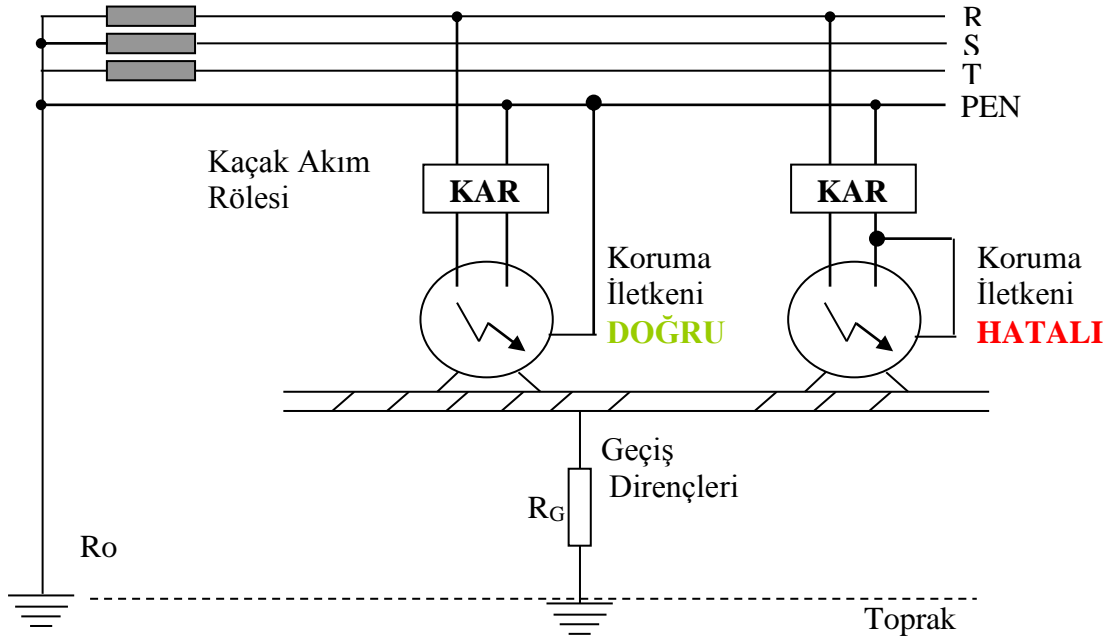 R
S
T
PEN
Kaçak Akım
Rölesi
KAR
KAR
Koruma
İletkeni
DOĞRU
Koruma
İletkeni
HATALI
Geçiş
Dirençleri
RG
Ro
Toprak